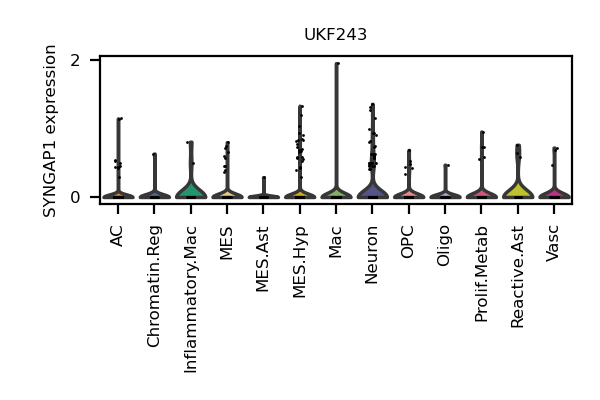 UKF243
SYNGAP1 expression
2
0
AC
Chromatin.Reg
Inflammatory.Mac
MES
MES.Ast
MES.Hyp
Mac
Neuron
OPC
Oligo
Prolif.Metab
Reactive.Ast
Vasc